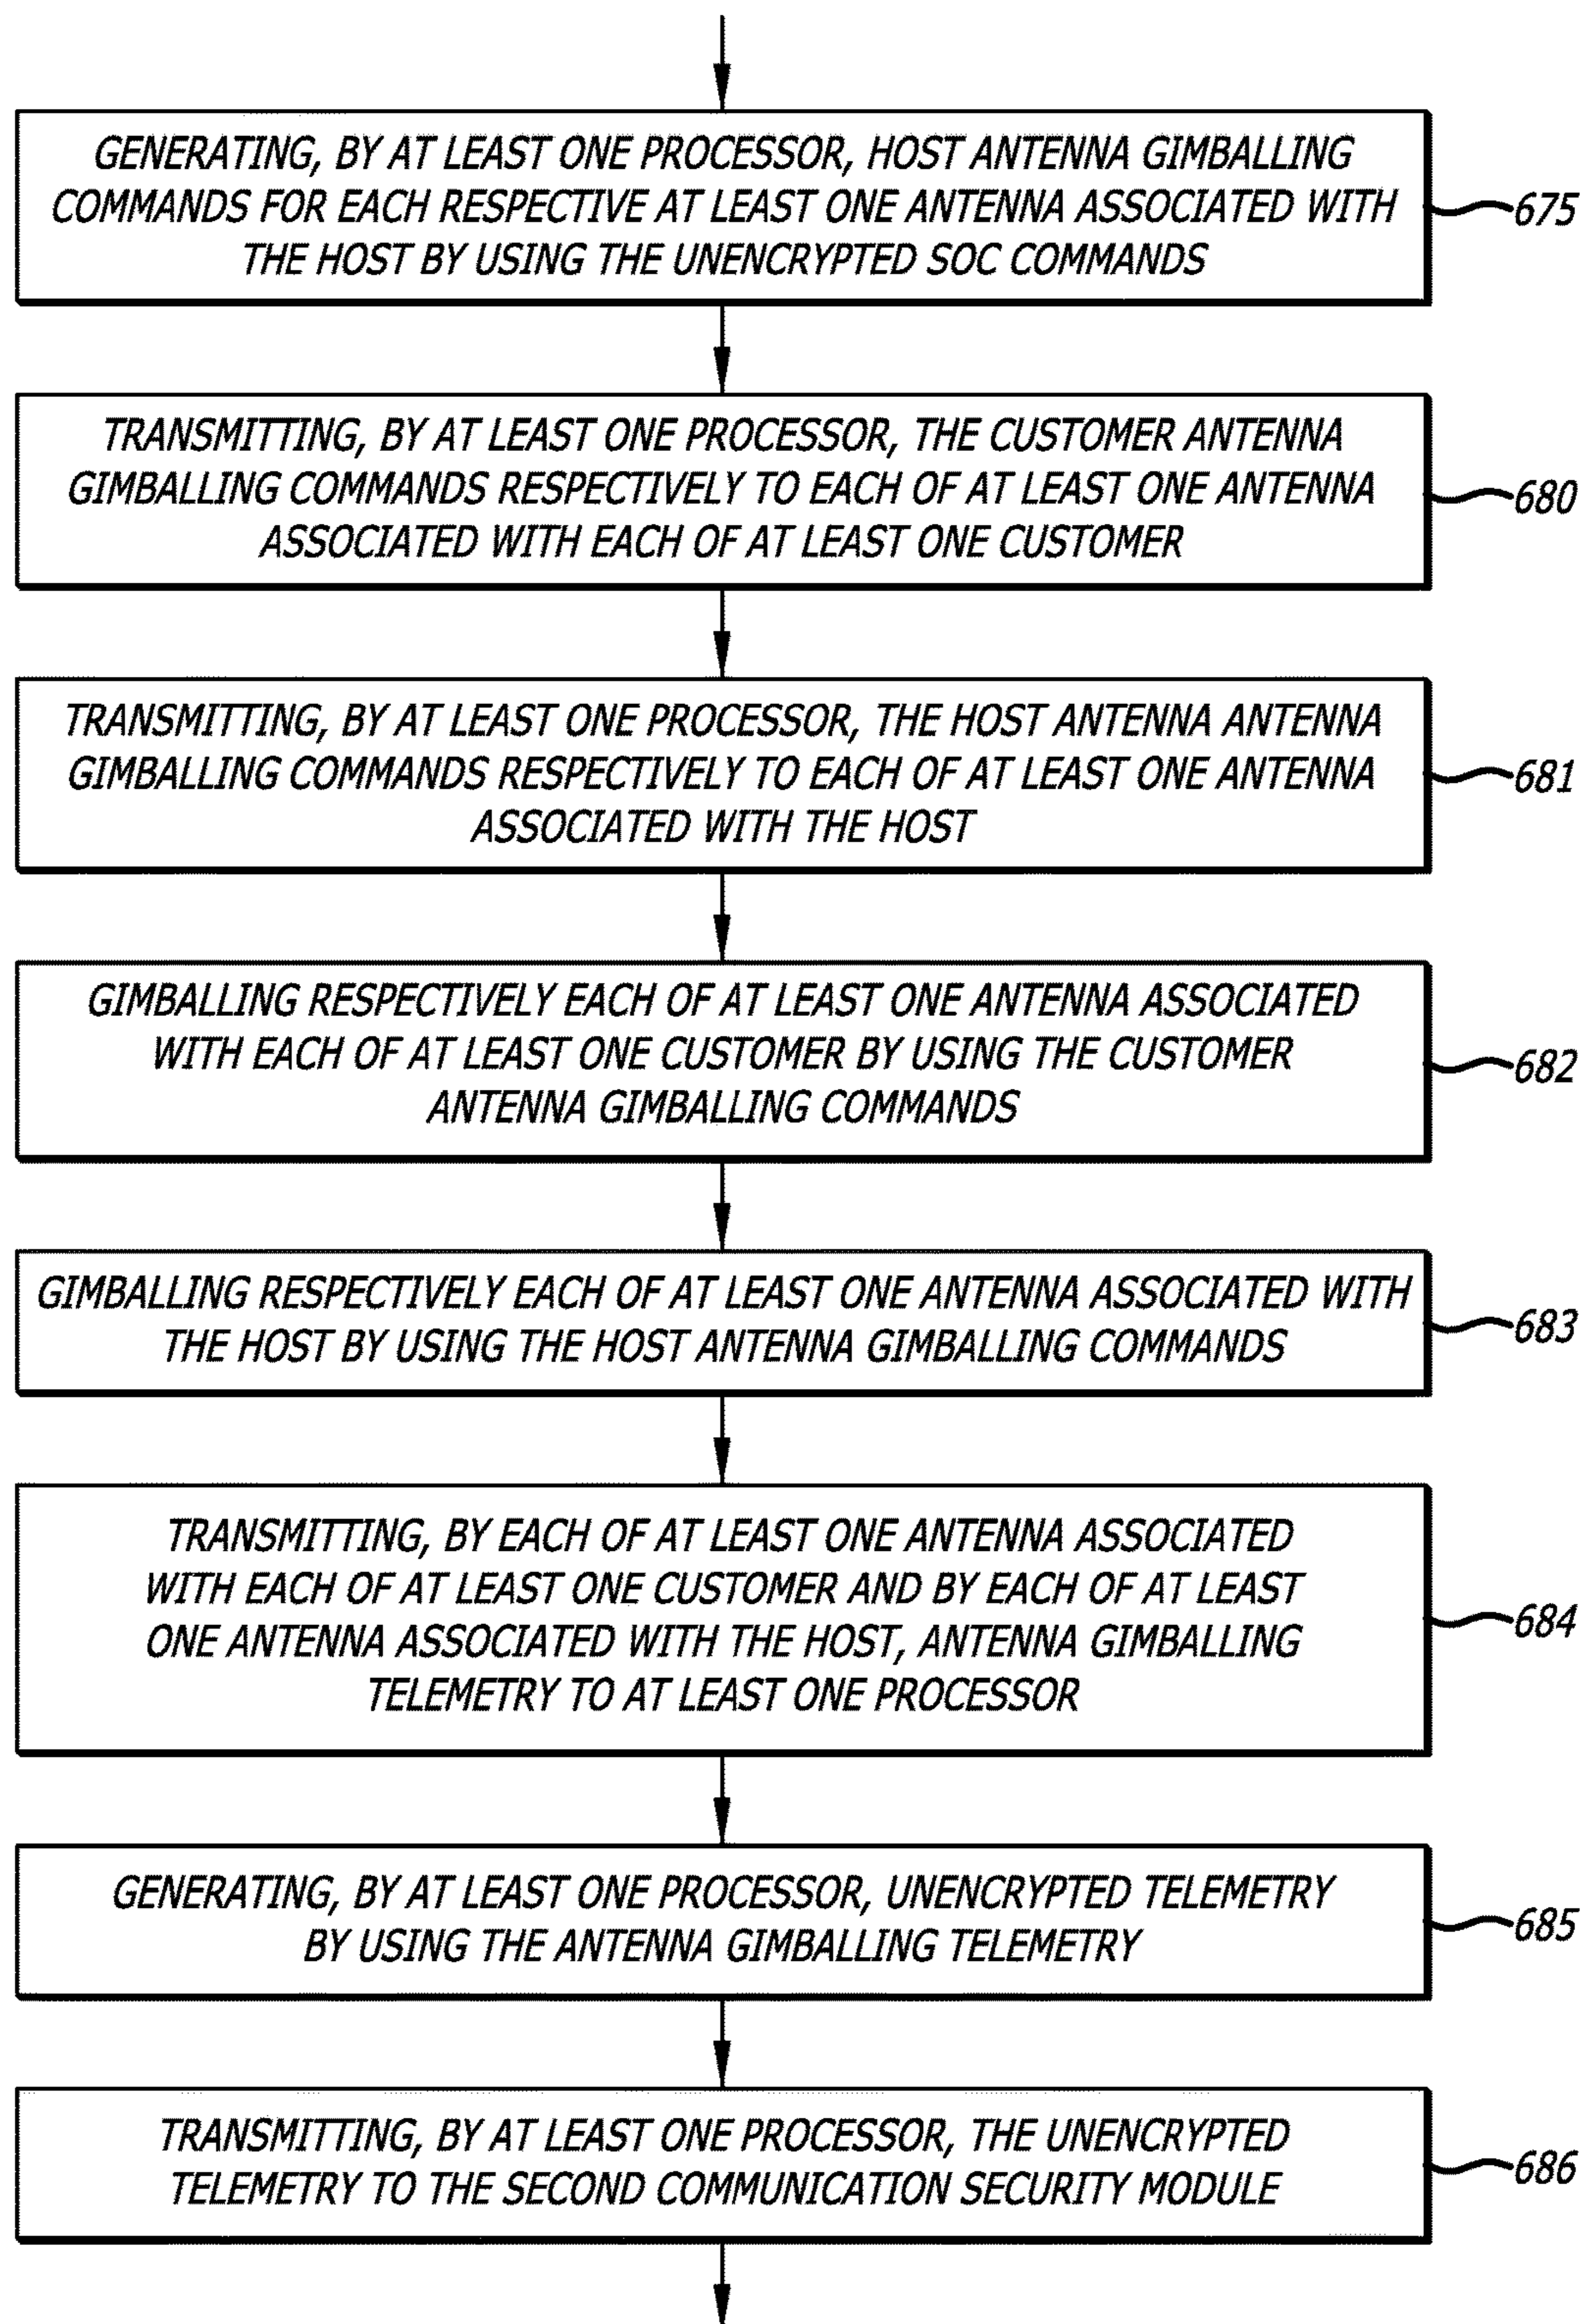 GENERATING, BY AT LEAST ONE PROCESSOR, HOST ANTENNA GIMBALLING
COMMANDS FOR EACH RESPECTIVE AT LEAST ONE ANTENNA ASSOCIATED WITH
THE HOST BY USING THE UNENCRYPTED SOC COMMANDS
675
TRANSMITTING, BY AT LEAST ONE PROCESSOR, THE CUSTOMER ANTENNA
GIMBALLING COMMANDS RESPECTIVELY TO EACH OF AT LEAST ONE ANTENNA
ASSOCIATED WITH EACH OF AT LEAST ONE CUSTOMER
680
TRANSMITTING, BY AT LEAST ONE PROCESSOR, THE HOST ANTENNA ANTENNA
GIMBALLING COMMANDS RESPECTIVELY TO EACH OF AT LEAST ONE ANTENNA
ASSOCIATED WITH THE HOST
681
GIMBALLING RESPECTIVELY EACH OF AT LEAST ONE ANTENNA ASSOCIATED
WITH EACH OF AT LEAST ONE CUSTOMER BY USING THE CUSTOMER
ANTENNA GIMBALLING COMMANDS
682
GIMBALLING RESPECTIVELY EACH OF AT LEAST ONE ANTENNA ASSOCIATED WITH
THE HOST BY USING THE HOST ANTENNA GIMBALLING COMMANDS
683
TRANSMITTING, BY EACH OF AT LEAST ONE ANTENNA ASSOCIATED
WITH EACH OF AT LEAST ONE CUSTOMER AND BY EACH OF AT LEAST
ONE ANTENNA ASSOCIATED WITH THE HOST, ANTENNA GIMBALLING
TELEMETRY TO AT LEAST ONE PROCESSOR
684
GENERATING, BY AT LEAST ONE PROCESSOR, UNENCRYPTED TELEMETRY
BY USING THE ANTENNA GIMBALLING TELEMETRY
685
TRANSMITTING, BY AT LEAST ONE PROCESSOR, THE UNENCRYPTED
TELEMETRY TO THE SECOND COMMUNICATION SECURITY MODULE
686